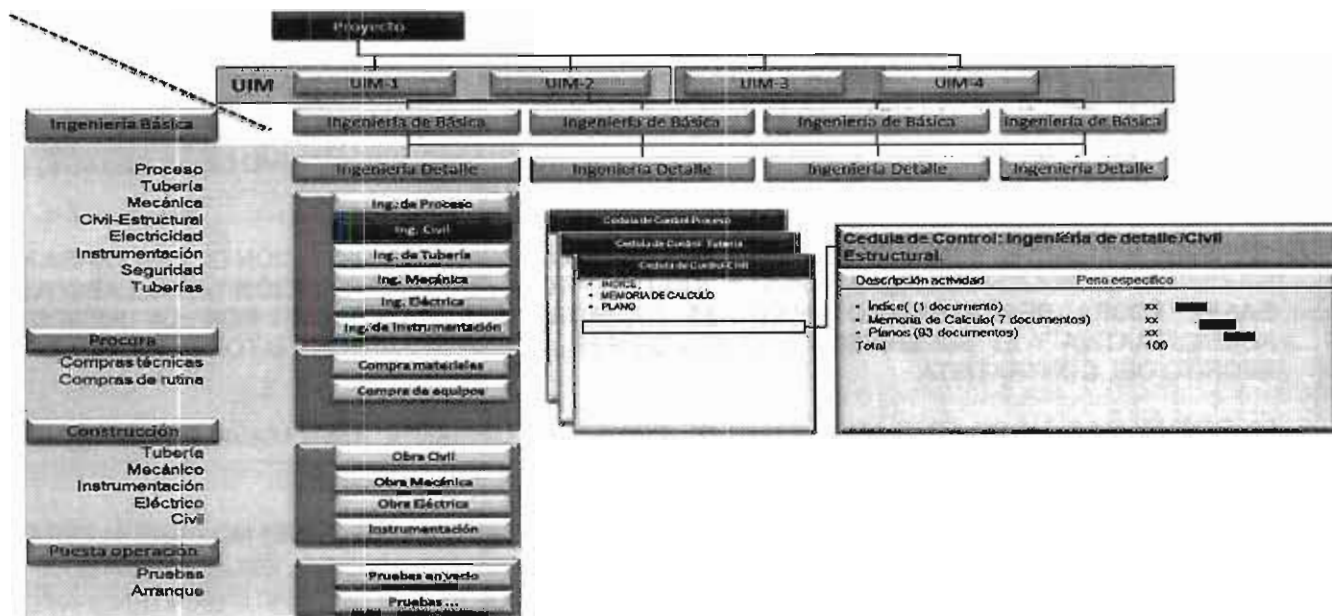 Proyecto
UIM
UIM-1
UIM-2
UIM-3
UIM-4
Ingeniería Básica
Ingeniería de Básica
Ingeniería de Básica
Ingeniería de Básica
Ingeniería de Básica
Ingeniería Detalle
Ingeniería Detalle
Ingeniería Detalle
Ingeniería Detalle
Proceso
Tubería
Mecánica
Civil-Estructural
Electricidad
Instrumentación
Seguridad
Tuberías
Procura
Compras técnicas
Compras de rutina
Construcción
Tubería
Mecánico
Instrumentación
Eléctrico
Civil
Puesta operación
Pruebas
Arranque
Ing. de Proceso
Ing. Civil
Ing. de Tubería
Ing. Mecánica
Ing. Eléctrica
Ing. de Instrumentación
Compra materiales
Compra de equipos
Obra Civil
Obra Mecánica
Obra Eléctrica
Instrumentación
Pruebas en vacio
Pruebas ...
Cedula de Control Proceso
Cedula de Control Tubería
Cedula de Control Civil
• INDICE
• MEMORIA DE CALCULO
• PLANO
Cedula de Control: Ingeniería de detalle/Civil
Estructural.
Descripción actividad Peno especifico
• Índice( (1 documento) xx
• Memoria de Calculo( 7 documentos) xx
• Planos (93 documentos) xx
Total 100